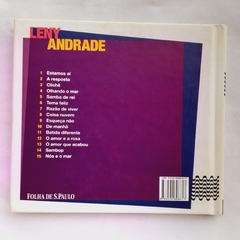 LENY
ANDRADE
1 Estamos aí
2 A resposta
3 Clichê
4 Olhando o mar
5 Samba de rei
6 Tema feliz
7 Razão de viver
8 Coisa nuvem
9 Esqueça não
10 De manhã
11 Batida diferente
12 O amor e a rosa
13 O amor que acabou
14 Sambop
15 Nós e o mar
FOLHA DE S.PAULO